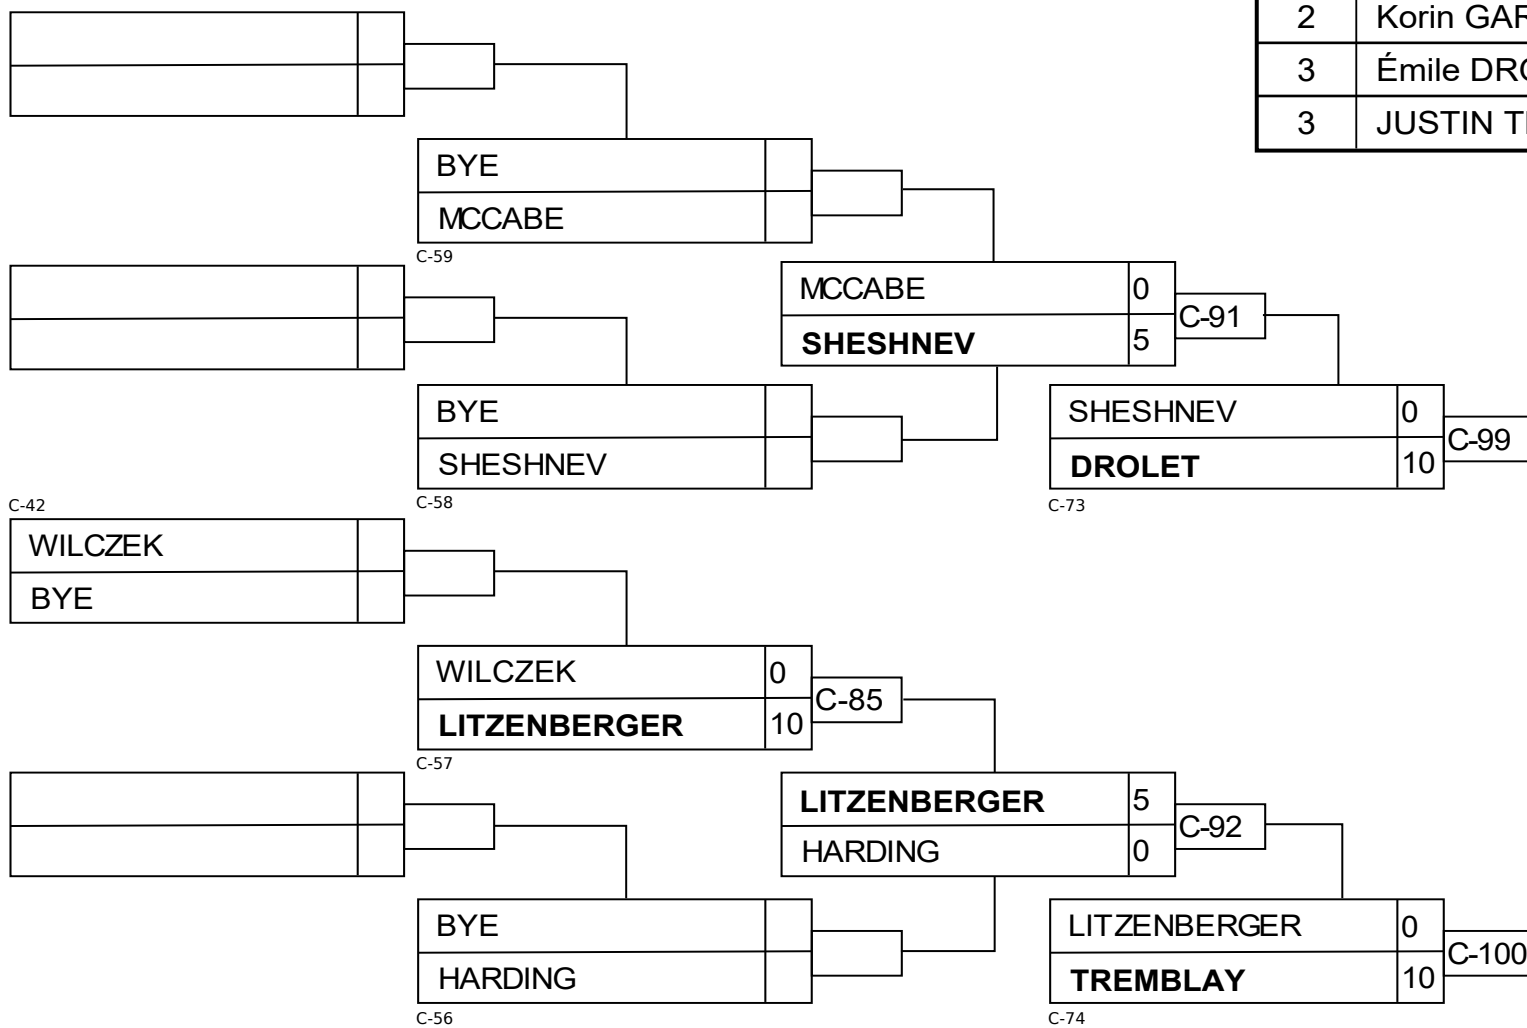 2 Korin GAR
3 Émile DRO
3 JUSTIN T
BYE
MCCABE
C-59
MCCABE 0
C-91
SHESHNEV 5
BYE
SHESHNEV
C-58
SHESHNEV 0
C-99
DROLET 10
C-73
C-42
WILCZEK
BYE
WILCZEK 0
C-85
LITZENBERGER 10
C-57
LITZENBERGER 5
C-92
HARDING 0
BYE
HARDING
C-56
LITZENBERGER 0
C-100
TREMBLAY 10
C-74